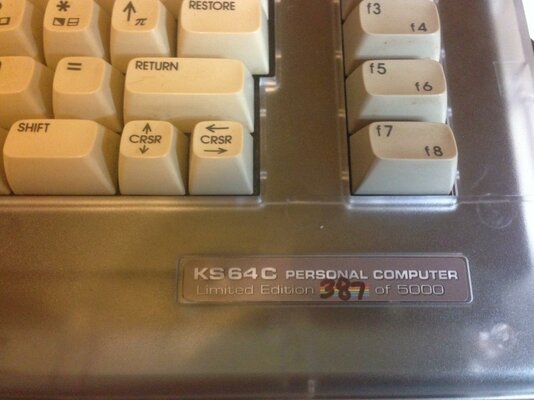 * ↑ π RESTORE
f3
f4
= RETURN
f5
f6
SHIFT
↑
CRSR
↓
←
CRSR
→
f7
f8
KS64C PERSONAL COMPUTER
Limited Edition 387 of 5000